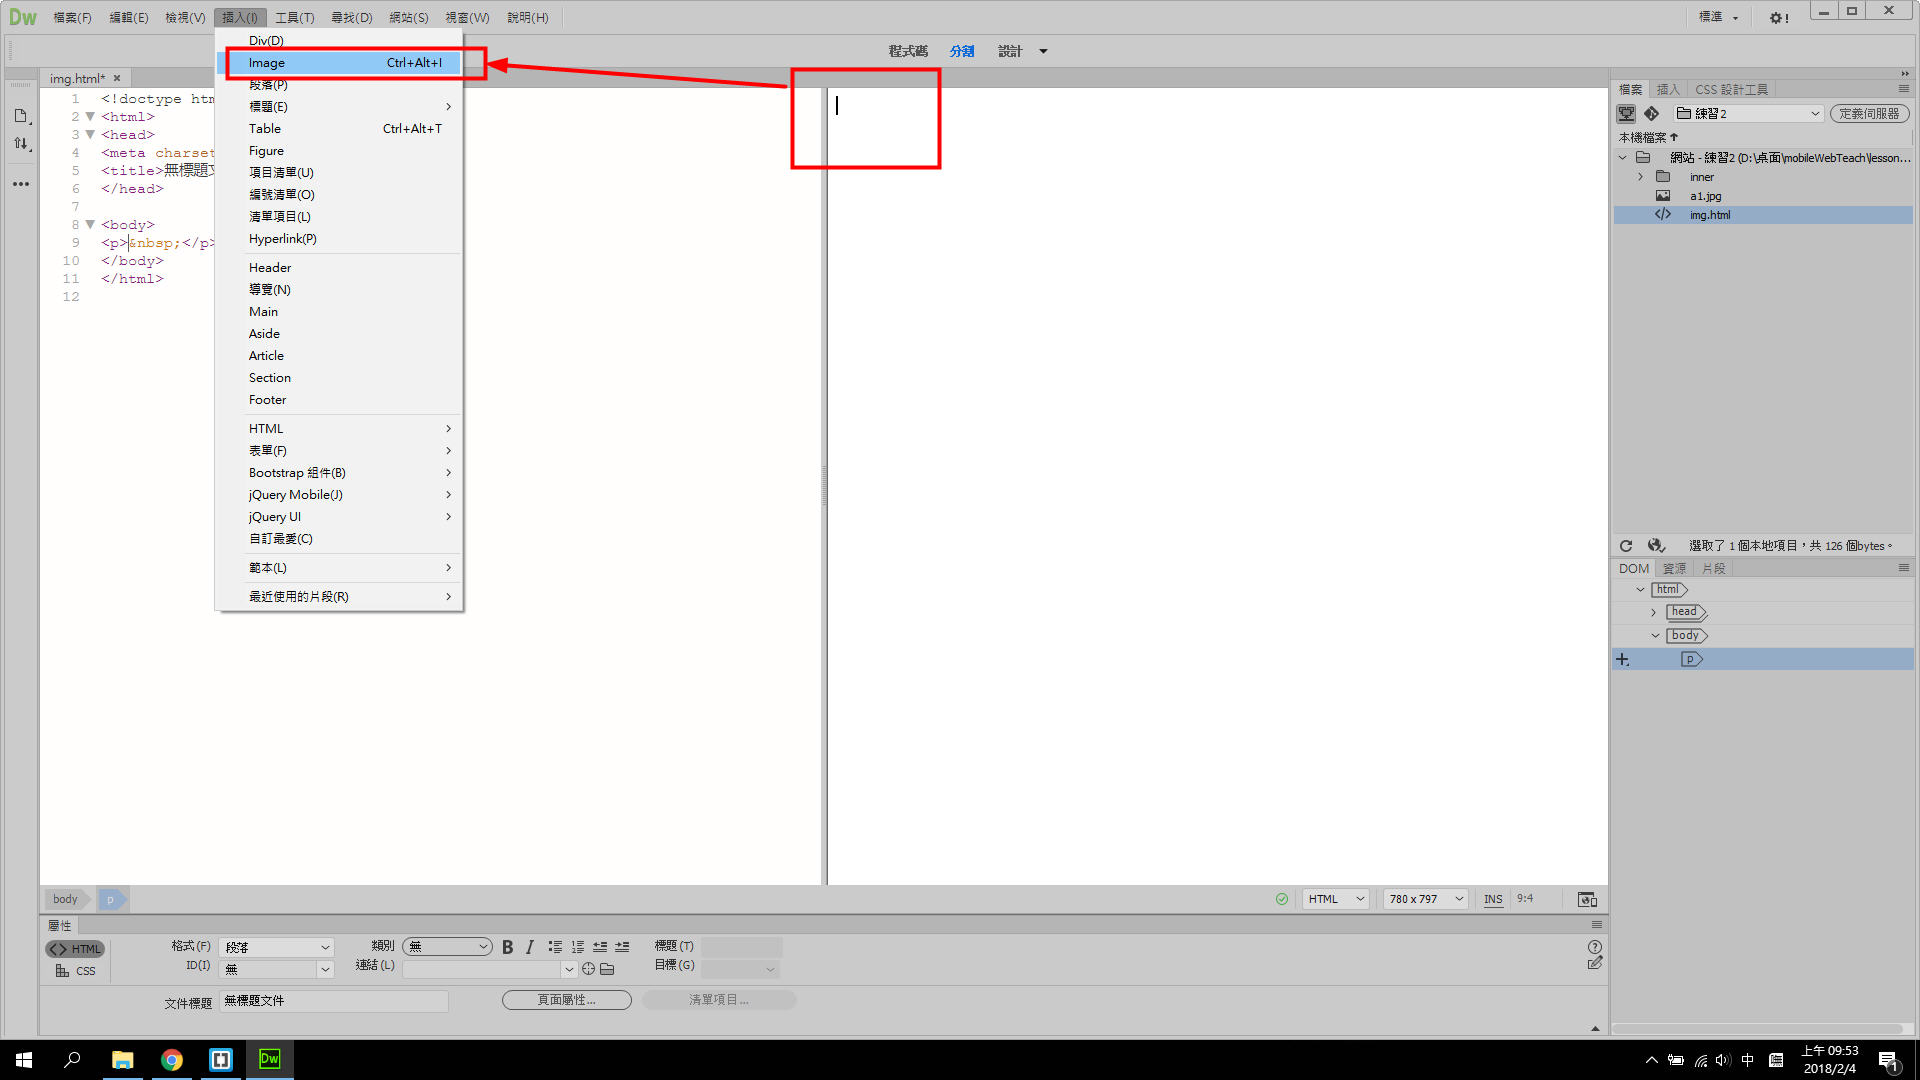 Dw 檔案(F) 編輯(E) 檢視(V) 插入(I) 工具(T) 尋找(D) 網站(S) 視窗(W) 說明(H) 標準
程式碼 分割 設計
img.html*
Div(D)
Image Ctrl+Alt+I
段落(P)
標題(E)
Table Ctrl+Alt+T
Figure
項目清單(U)
編號清單(O)
清單項目(L)
Hyperlink(P)
Header
導覽(N)
Main
Aside
Article
Section
Footer
HTML
表單(F)
Bootstrap 組件(B)
jQuery Mobile(J)
jQuery UI
自訂最愛(C)
範本(L)
最近使用的片段(R)
1 <!doctype htm
2 <html>
3 <head>
4 <meta charset
5 <title>無標題文
6 </head>
7
8 <body>
9 <p>&nbsp;</p>
10 </body>
11 </html>
12
檔案 插入 CSS 設計工具
練習2 定義伺服器
本機檔案
網站 - 練習2 (D:\桌面\mobileWebTeach\lesson...
inner
a1.jpg
img.html
選取了 1 個本地項目，共 126 個bytes。
DOM 資源 片段
html
head
body
p
body p HTML 780 x 797 INS 9:4
屬性
HTML 格式(F) 段落 類別 無 B I 標題(T)
CSS ID(I) 無 連結(L) 目標(G)
文件標題 無標題文件 頁面屬性... 清單項目...
Dw 中 上午 09:53
2018/2/4 1